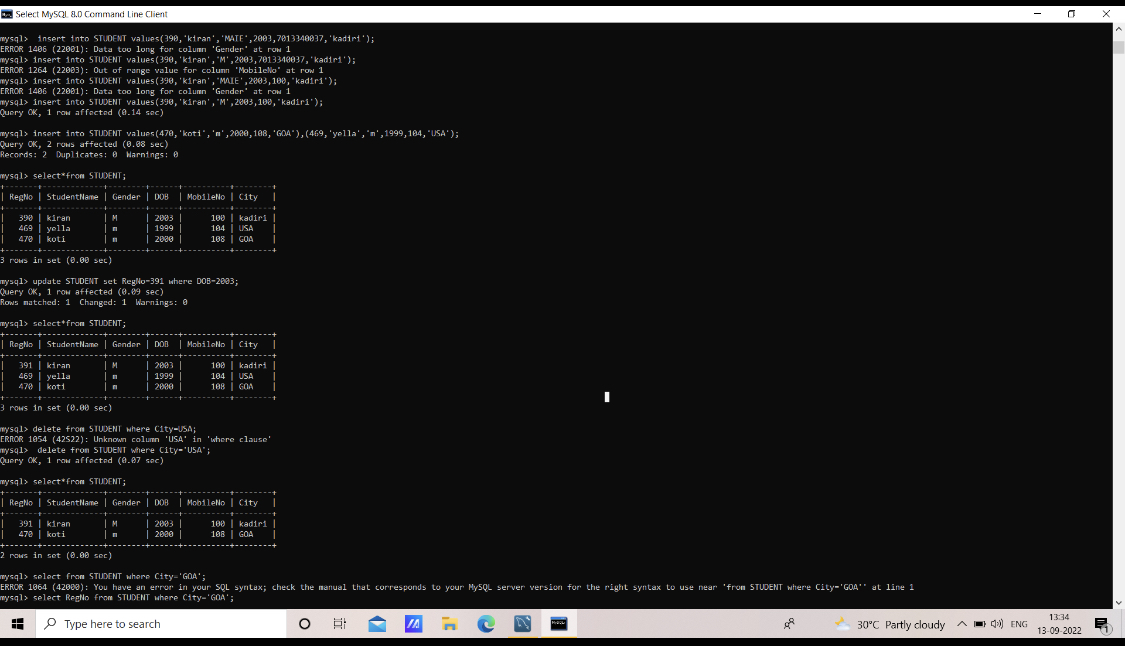 Select MySQL 8.0 Command Line Client
mysql>  insert into STUDENT values(390,'kiran','MAlE',2003,7013340037,'kadiri');
ERROR 1406 (22001): Data too long for column 'Gender' at row 1
mysql> insert into STUDENT values(390,'kiran','M',2003,7013340037,'kadiri');
ERROR 1264 (22003): Out of range value for column 'MobileNo' at row 1
mysql> insert into STUDENT values(390,'kiran','MAlE',2003,100,'kadiri');
ERROR 1406 (22001): Data too long for column 'Gender' at row 1
mysql> insert into STUDENT values(390,'kiran','M',2003,100,'kadiri');
Query OK, 1 row affected (0.14 sec)
mysql> insert into STUDENT values(470,'koti','m',2000,108,'GOA'),(469,'yella','m',1999,104,'USA');
Query OK, 2 rows affected (0.08 sec)
Records: 2  Duplicates: 0  Warnings: 0
mysql> select*from STUDENT;
| RegNo | StudentName | Gender | DOB  | MobileNo | City   |
|   390 | kiran       | M      | 2003 |      100 | kadiri |
|   469 | yella       | m      | 1999 |      104 | USA    |
|   470 | koti        | m      | 2000 |      108 | GOA    |
3 rows in set (0.00 sec)
mysql> update STUDENT set RegNo=391 where DOB=2003;
Query OK, 1 row affected (0.09 sec)
Rows matched: 1  Changed: 1  Warnings: 0
mysql> select*from STUDENT;
| RegNo | StudentName | Gender | DOB  | MobileNo | City   |
|   391 | kiran       | M      | 2003 |      100 | kadiri |
|   469 | yella       | m      | 1999 |      104 | USA    |
|   470 | koti        | m      | 2000 |      108 | GOA    |
3 rows in set (0.00 sec)
mysql> delete from STUDENT where City=USA;
ERROR 1054 (42S22): Unknown column 'USA' in 'where clause'
mysql>  delete from STUDENT where City='USA';
Query OK, 1 row affected (0.07 sec)
mysql> select*from STUDENT;
| RegNo | StudentName | Gender | DOB  | MobileNo | City   |
|   391 | kiran       | M      | 2003 |      100 | kadiri |
|   470 | koti        | m      | 2000 |      108 | GOA    |
2 rows in set (0.00 sec)
mysql> select from STUDENT where City='GOA';
ERROR 1064 (42000): You have an error in your SQL syntax; check the manual that corresponds to your MySQL server version for the right syntax to use near 'from STUDENT where City='GOA'' at line 1
mysql> select RegNo from STUDENT where City='GOA';
Type here to search
30°C Partly cloudy
ENG
13:34
13-09-2022
1